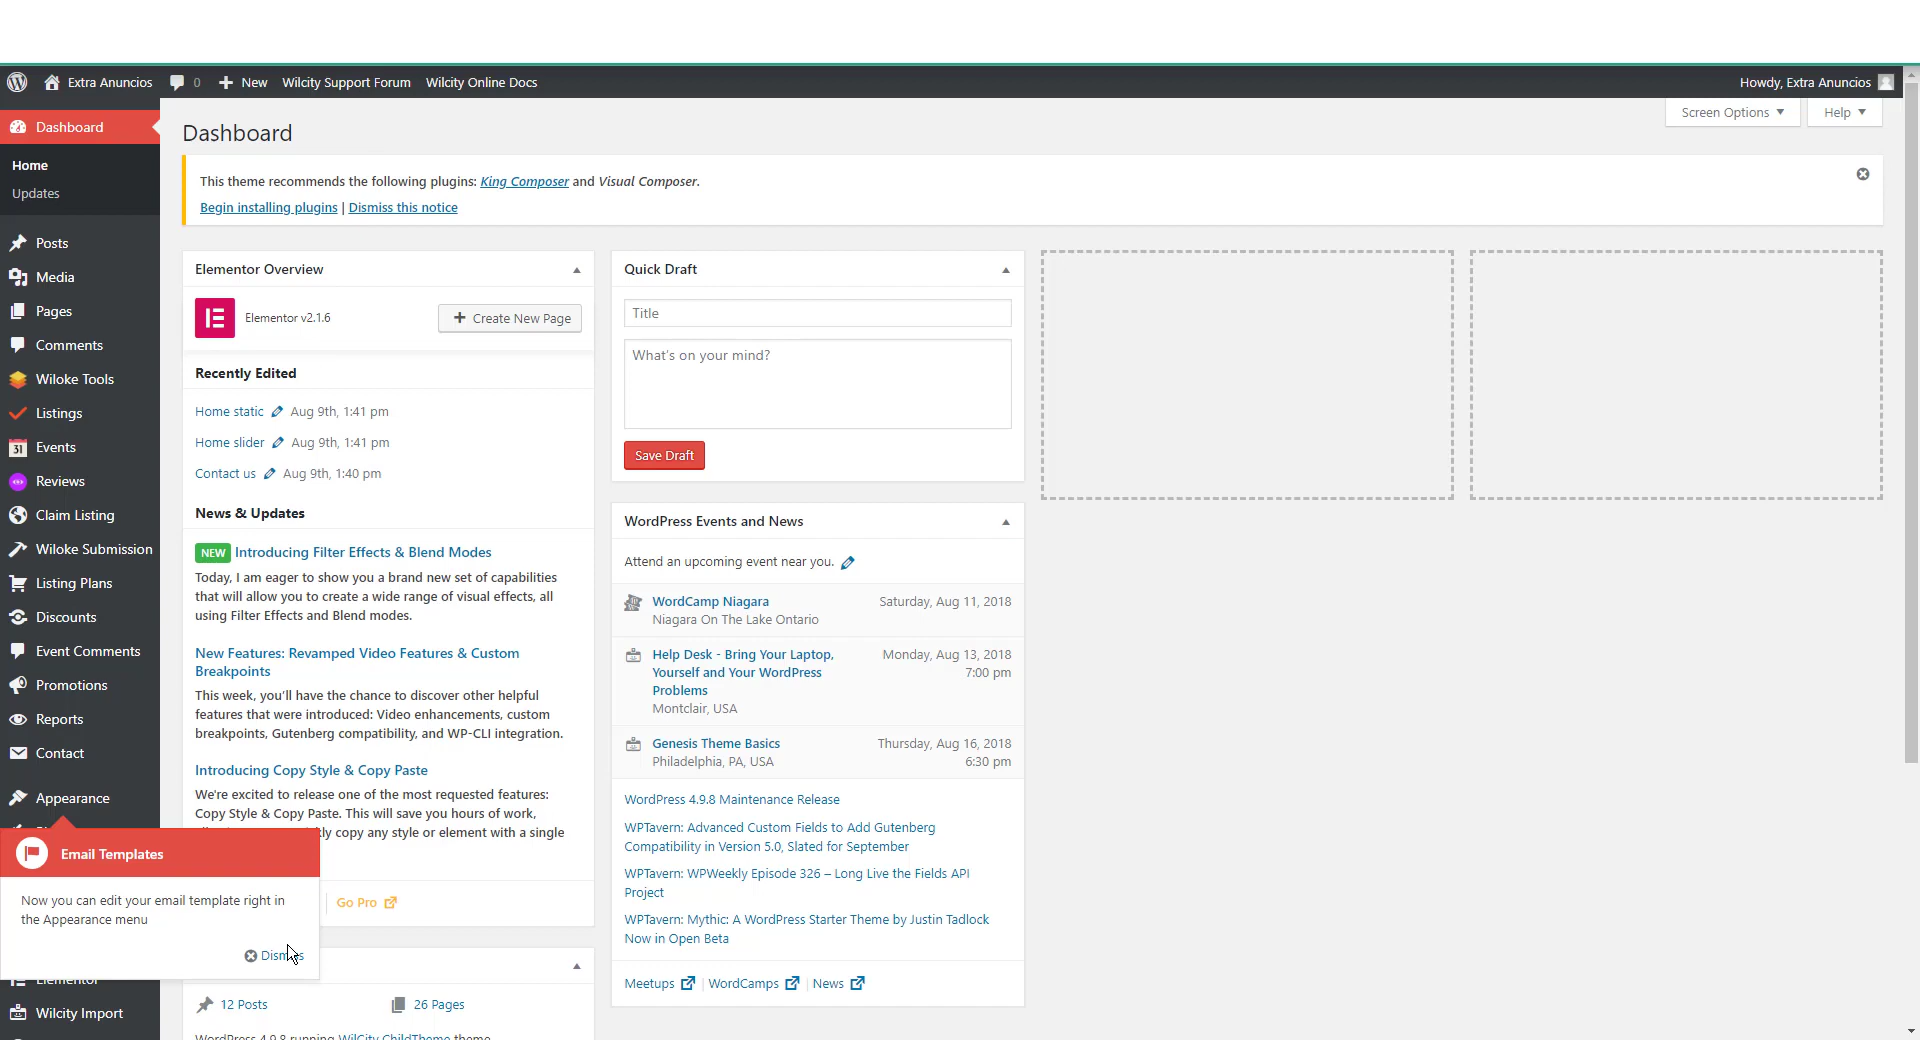 Extra Anuncios
0
New
Wilcity Support Forum
Wilcity Online Docs
Howdy, Extra Anuncios
Dashboard
Home
Updates
Posts
Media
Pages
Comments
Wiloke Tools
Listings
31
Events
Reviews
Claim Listing
Wiloke Submission
Listing Plans
Discounts
Event Comments
Promotions
Reports
Contact
Appearance
Email Templates
Now you can edit your email template right in
the Appearance menu
Elementor
Wilcity Import
Screen Options
Help
Dashboard
This theme recommends the following plugins: King Composer and Visual Composer.
Begin installing plugins | Dismiss this notice
Elementor Overview
Elementor v2.1.6
Create New Page
Recently Edited
Home static Aug 9th, 1:41 pm
Home slider Aug 9th, 1:41 pm
Contact us Aug 9th, 1:40 pm
News & Updates
NEW Introducing Filter Effects & Blend Modes
Today, I am eager to show you a brand new set of capabilities
that will allow you to create a wide range of visual effects, all
using Filter Effects and Blend modes.
New Features: Revamped Video Features & Custom
Breakpoints
This week, you'll have the chance to discover other helpful
features that were introduced: Video enhancements, custom
breakpoints, Gutenberg compatibility, and WP-CLI integration.
Introducing Copy Style & Copy Paste
We're excited to release one of the most requested features:
Copy Style & Copy Paste. This will save you hours of work,
copy any style or element with a single
Go Pro
12 Posts
26 Pages
WordPress 4.9.8 running WilCity ChildTheme theme
Quick Draft
Title
What's on your mind?
Save Draft
WordPress Events and News
Attend an upcoming event near you.
WordCamp Niagara
Niagara On The Lake Ontario
Saturday, Aug 11, 2018
Help Desk - Bring Your Laptop,
Yourself and Your WordPress
Problems
Montclair, USA
Monday, Aug 13, 2018
7:00 pm
Genesis Theme Basics
Philadelphia, PA, USA
Thursday, Aug 16, 2018
6:30 pm
WordPress 4.9.8 Maintenance Release
WPTavern: Advanced Custom Fields to Add Gutenberg
Compatibility in Version 5.0, Slated for September
WPTavern: WPWeekly Episode 326 – Long Live the Fields API
Project
WPTavern: Mythic: A WordPress Starter Theme by Justin Tadlock
Now in Open Beta
Meetups | WordCamps | News